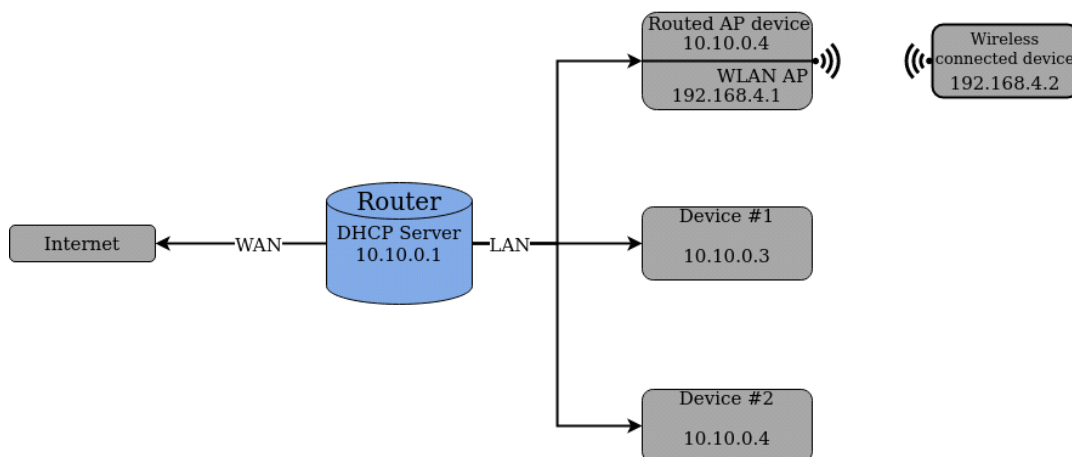 Routed AP device
10.10.0.4
WLAN AP
192.168.4.1
Wireless
connected device
192.168.4.2
Router
DHCP Server
10.10.0.1
Internet
WAN
LAN
Device #1
10.10.0.3
Device #2
10.10.0.4